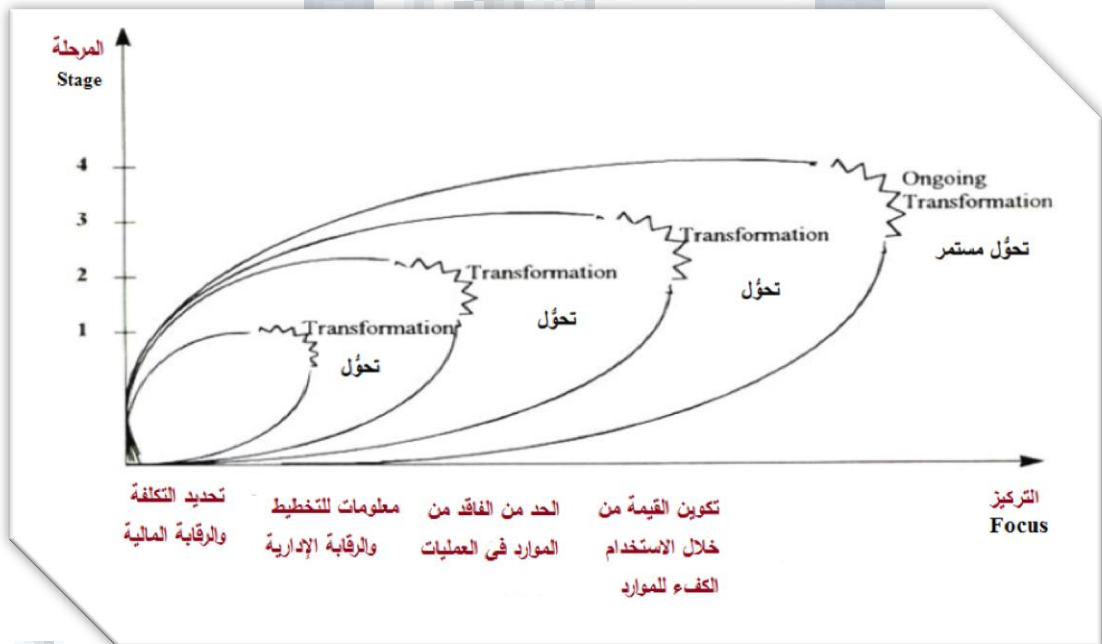 المرحلة
Stage
4
3
2
1
Ongoing
Transformation
تحوُّل مستمر
Transformation
تحوُّل
Transformation
تحوُّل
Transformation
تحوُّل
تحديد التكلفة
والرقابة المالية
معلومات للتخطيط
والرقابة الإدارية
الحد من الفاقد من
الموارد في العمليات
تكوين القيمة من
خلال الاستخدام
الكفء للموارد
التركيز
Focus